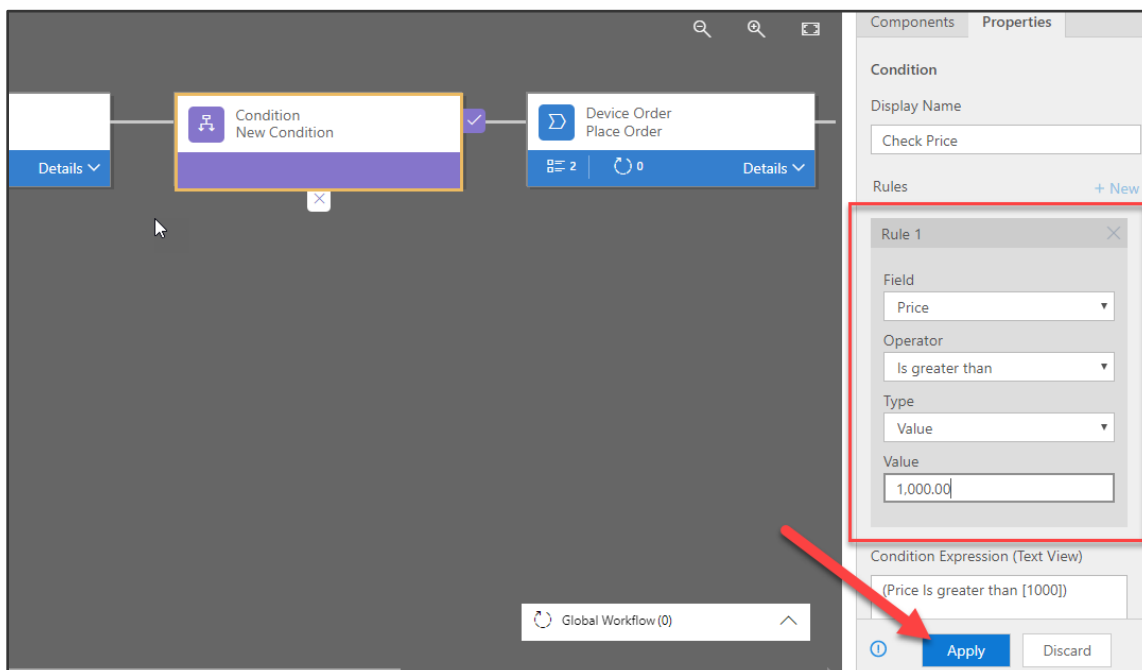 Components Properties
Condition
New Condition
Details
Device Order
Place Order
2 0 Details
Global Workflow (0)
Condition
Display Name
Check Price
Rules + New
Rule 1
Field
Price
Operator
Is greater than
Type
Value
Value
1,000.00
Condition Expression (Text View)
(Price Is greater than [1000])
Apply Discard